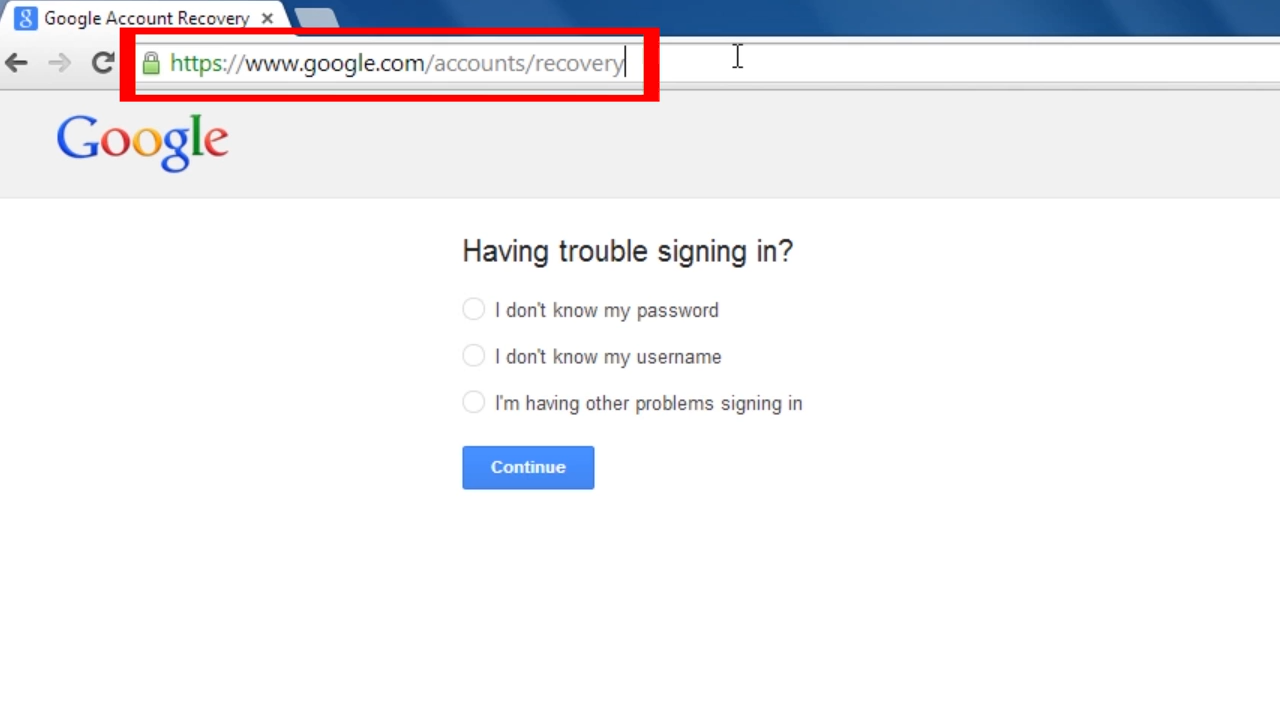 Google Account Recovery
https://www.google.com/accounts/recovery
Google
Having trouble signing in?
I don't know my password
I don't know my username
I'm having other problems signing in
Continue